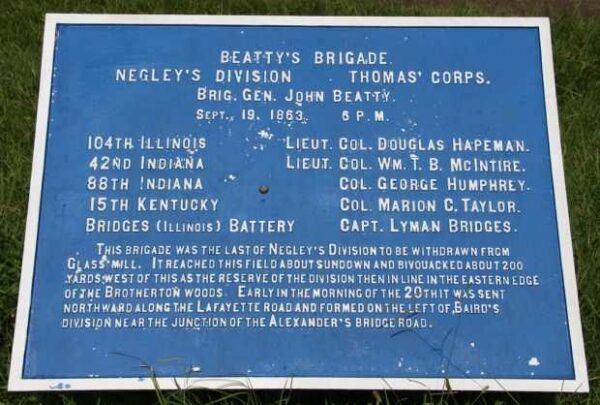 BEATTY'S BRIGADE.
NEGLEY'S DIVISION THOMAS' CORPS.
BRIG. GEN. JOHN BEATTY.
SEPT. 19, 1863. 6 P.M.
104TH ILLINOIS LIEUT. COL. DOUGLAS HAPEMAN.
42ND INDIANA LIEUT. COL. WM. T. B. MCINTIRE.
88TH INDIANA COL. GEORGE HUMPHREY.
15TH KENTUCKY COL. MARION C. TAYLOR.
BRIDGES (ILLINOIS) BATTERY CAPT. LYMAN BRIDGES.
THIS BRIGADE WAS THE LAST OF NEGLEY'S DIVISION TO BE WITHDRAWN FROM
GLASS' MILL. IT REACHED THIS FIELD ABOUT SUNDOWN AND BIVOUACKED ABOUT 200
YARDS WEST OF THIS AS THE RESERVE OF THE DIVISION THEN IN LINE IN THE EASTERN EDGE
OF THE BROTHERTON WOODS. EARLY IN THE MORNING OF THE 20TH IT WAS SENT
NORTHWARD ALONG THE LAFAYETTE ROAD AND FORMED ON THE LEFT OF BAIRD'S
DIVISION NEAR THE JUNCTION OF THE ALEXANDER'S BRIDGE ROAD.